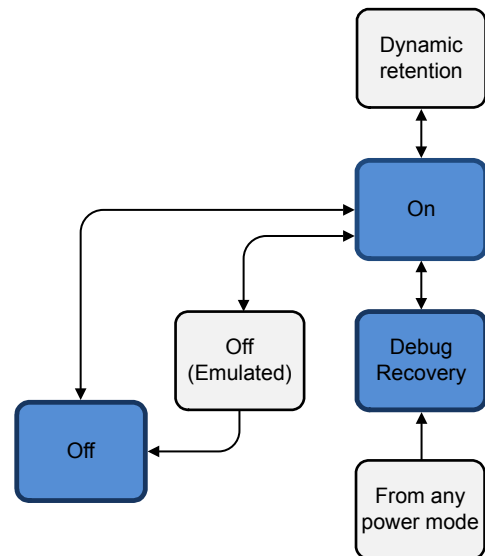 Dynamic
retention
On
Off
(Emulated)
Debug
Recovery
Off
From any
power mode